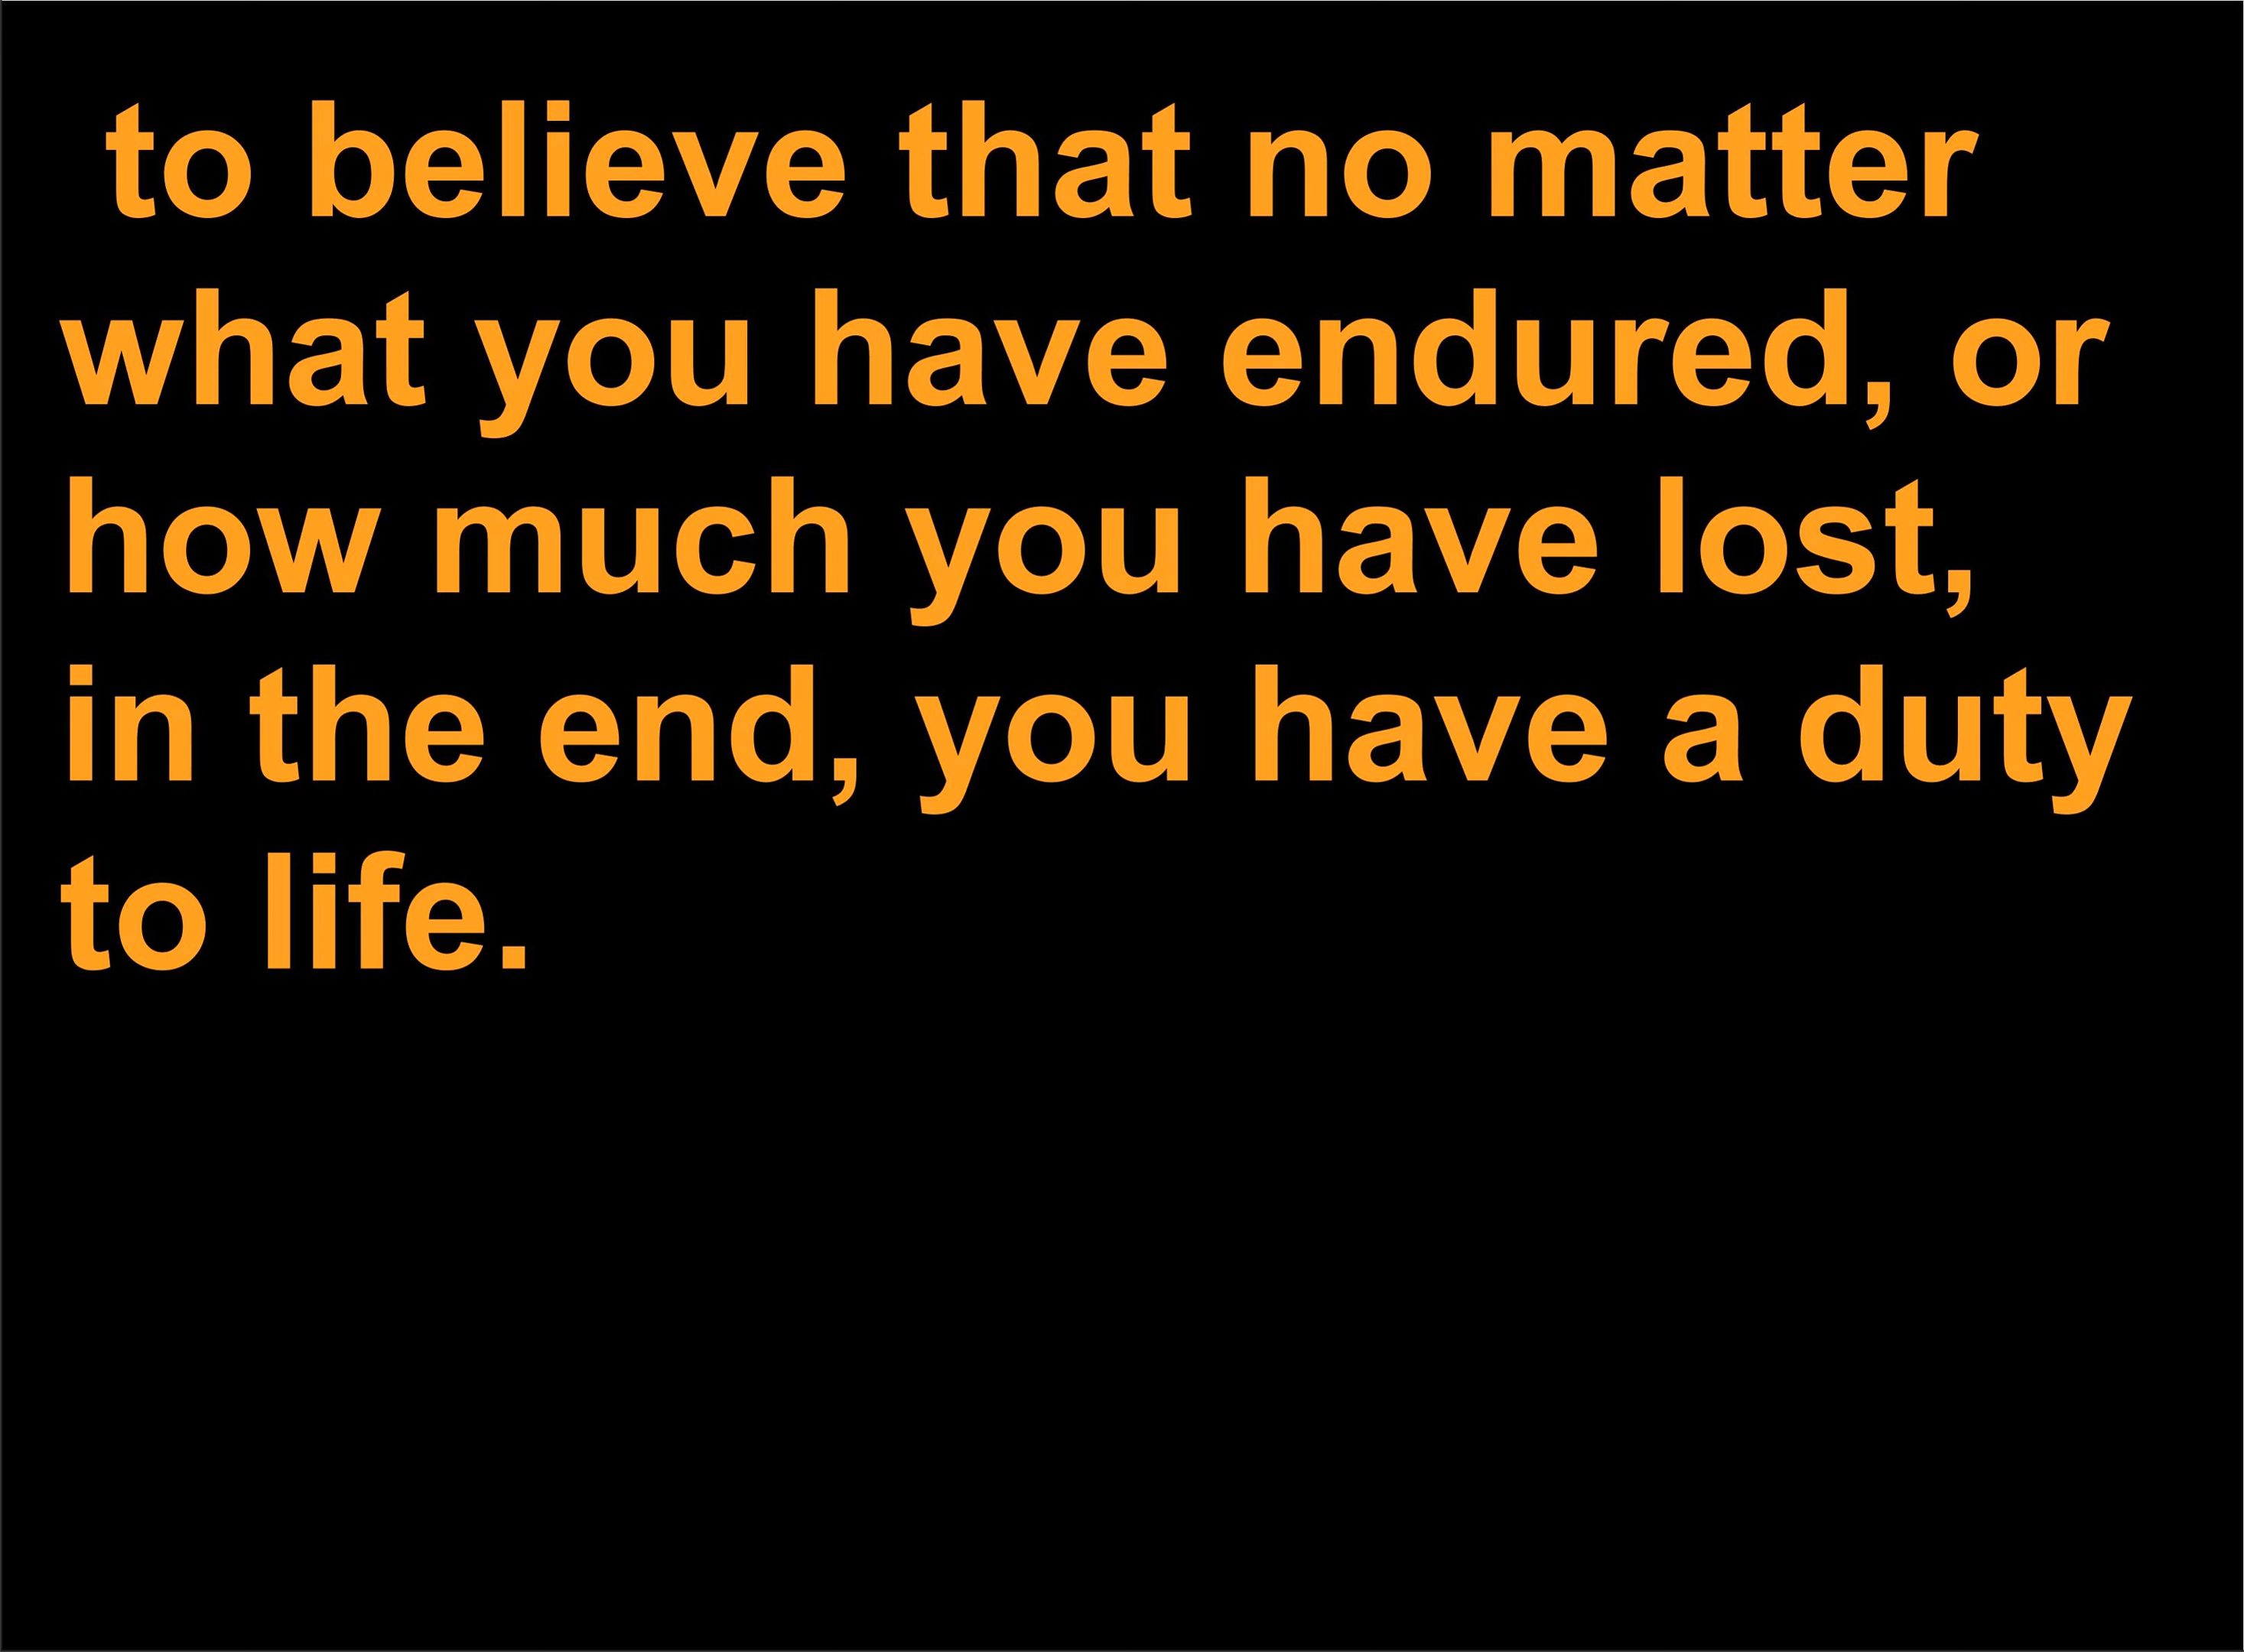 to believe that no matter
what you have endured, or
how much you have lost,
in the end, you have a duty
to life.